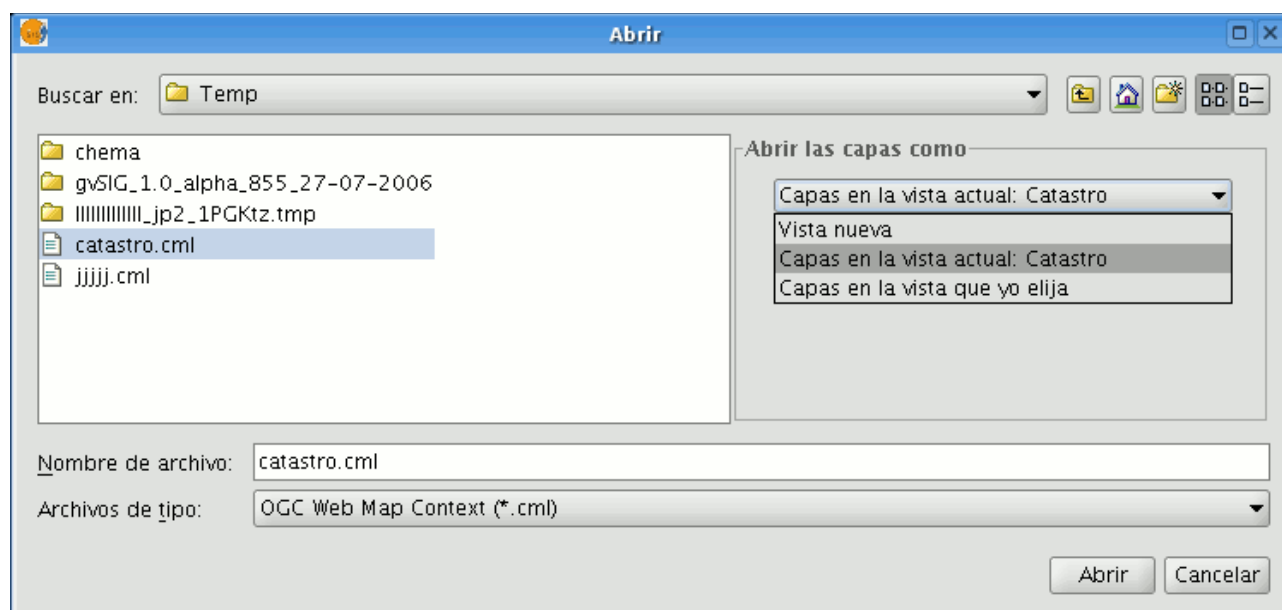 Abrir
Buscar en: Temp
chema
gvSIG_1.0_alpha_855_27-07-2006
catastro.cml
jjjjj.cml
Abrir las capas como
Capas en la vista actual: Catastro
Vista nueva
Capas en la vista actual: Catastro
Capas en la vista que yo elija
Nombre de archivo: catastro.cml
Archivos de tipo: OGC Web Map Context (*.cml)
Abrir Cancelar